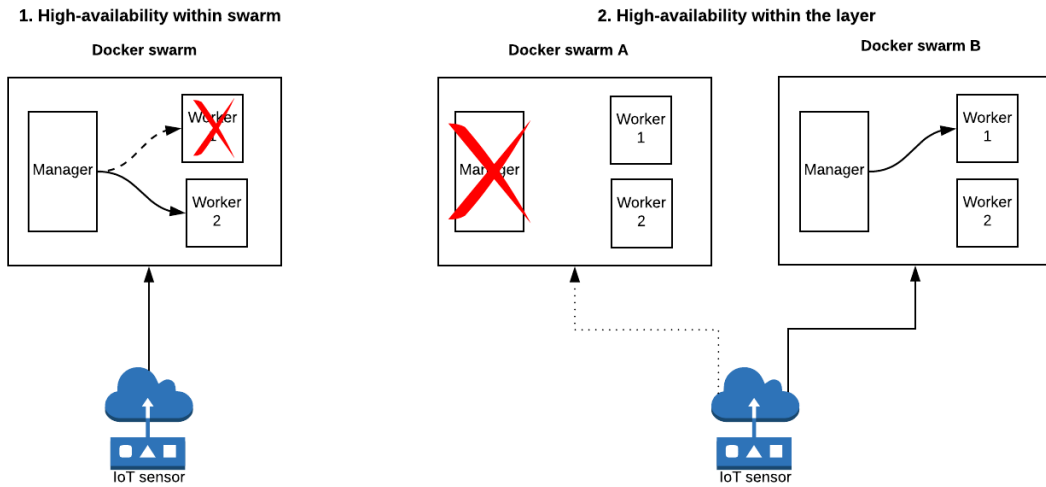 1. High-availability within swarm
Docker swarm
Manager
Worker
1
Worker
2
IoT sensor
2. High-availability within the layer
Docker swarm A
Manager
Worker
1
Worker
2
Docker swarm B
Manager
Worker
1
Worker
2
IoT sensor